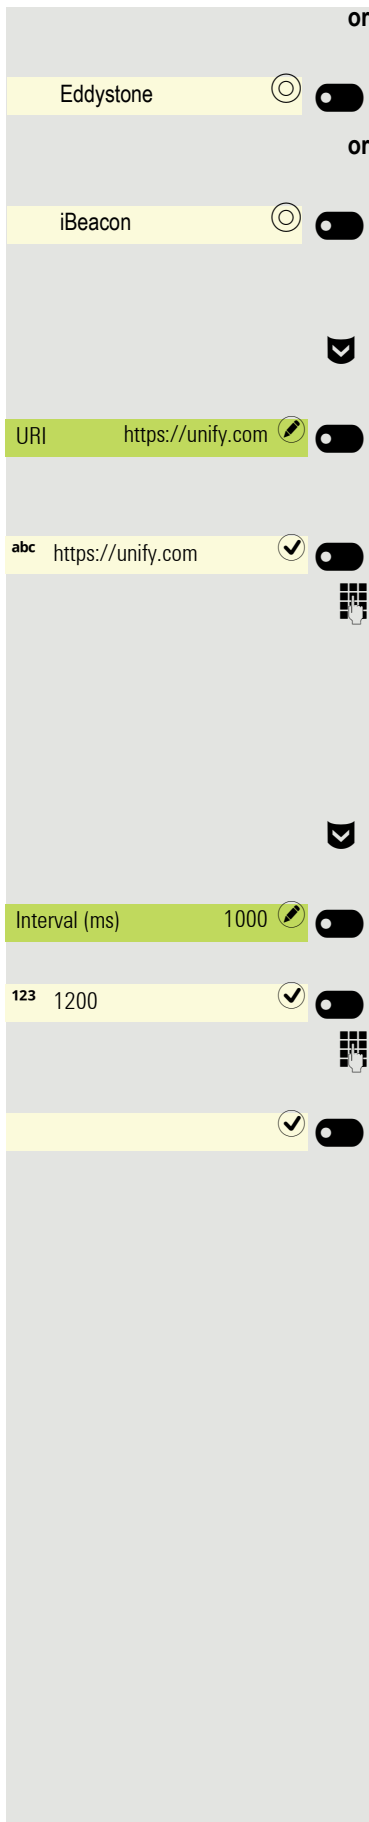 or
Eddystone
or
iBeacon
URI https://unify.com
abc https://unify.com
Interval (ms) 1000
123 1200